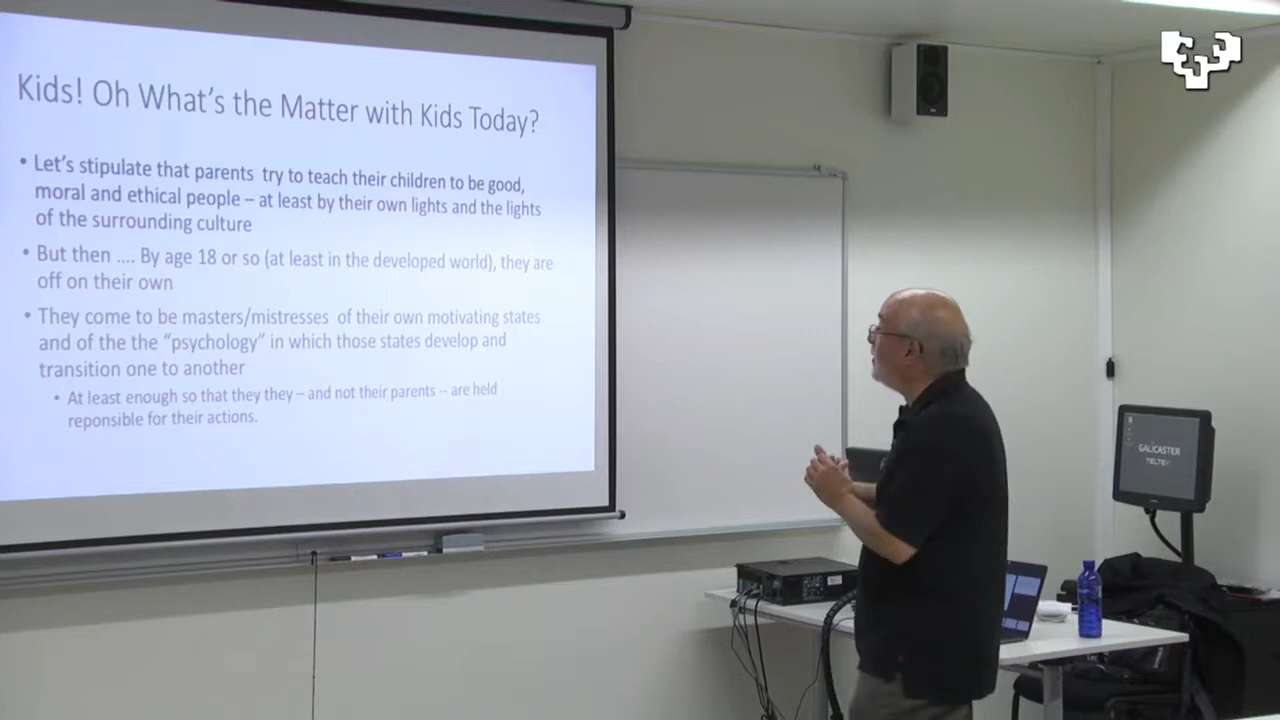 Kids! Oh What's the Matter with Kids Today?
• Let's stipulate that parents try to teach their children to be good,
moral and ethical people – at least by their own lights and the lights
of the surrounding culture
• But then .... By age 18 or so (at least in the developed world), they are
off on their own
• They come to be masters/mistresses of their own motivating states
and of the the “psychology” in which those states develop and
transition one to another
• At least enough so that they they – and not their parents -- are held
reponsible for their actions.
GALICASTER
TELTEK